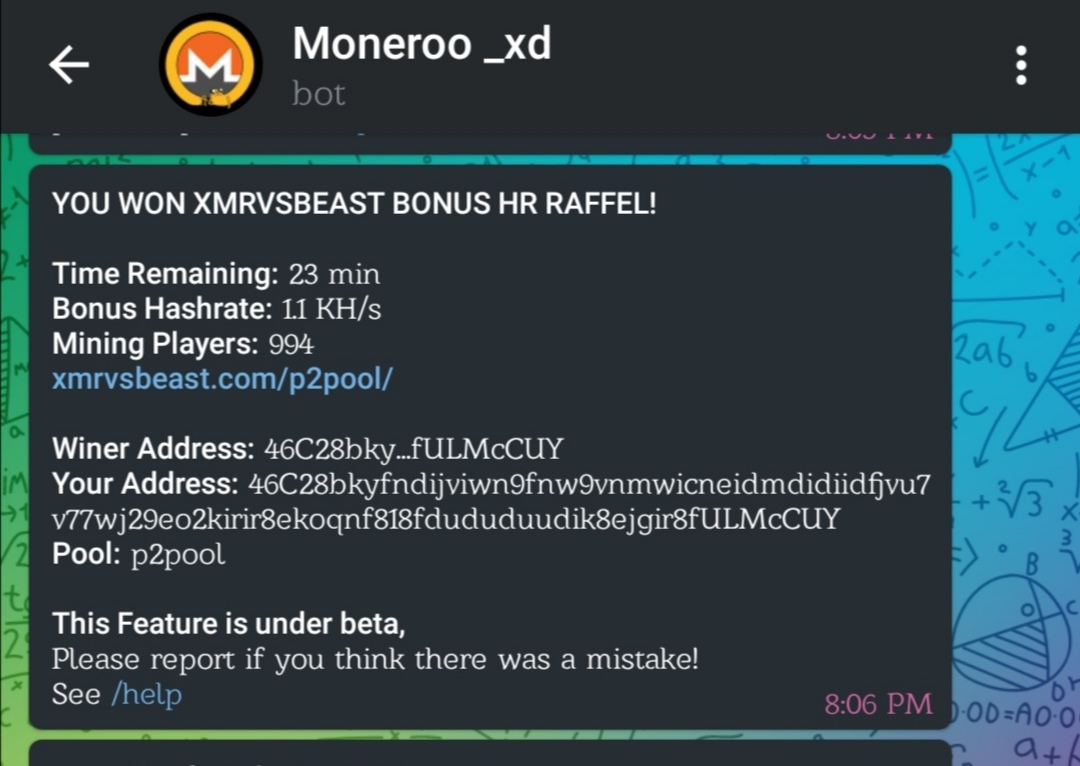 Moneroo _xd
bot
YOU WON XMRVSBEAST BONUS HR RAFFEL!
Time Remaining: 23 min
Bonus Hashrate: 1.1 KH/s
Mining Players: 994
xmrvsbeast.com/p2pool/
Winer Address: 46C28bky...fULMcCUY
Your Address: 46C28bkyfndijviwn9fnw9vnmwicneidmdidiidfjvu7
v77wj29eo2kirir8ekoqnf818fdududuudik8ejgir8fULMcCUY
Pool: p2pool
This Feature is under beta,
Please report if you think there was a mistake!
See /help
8:06 PM